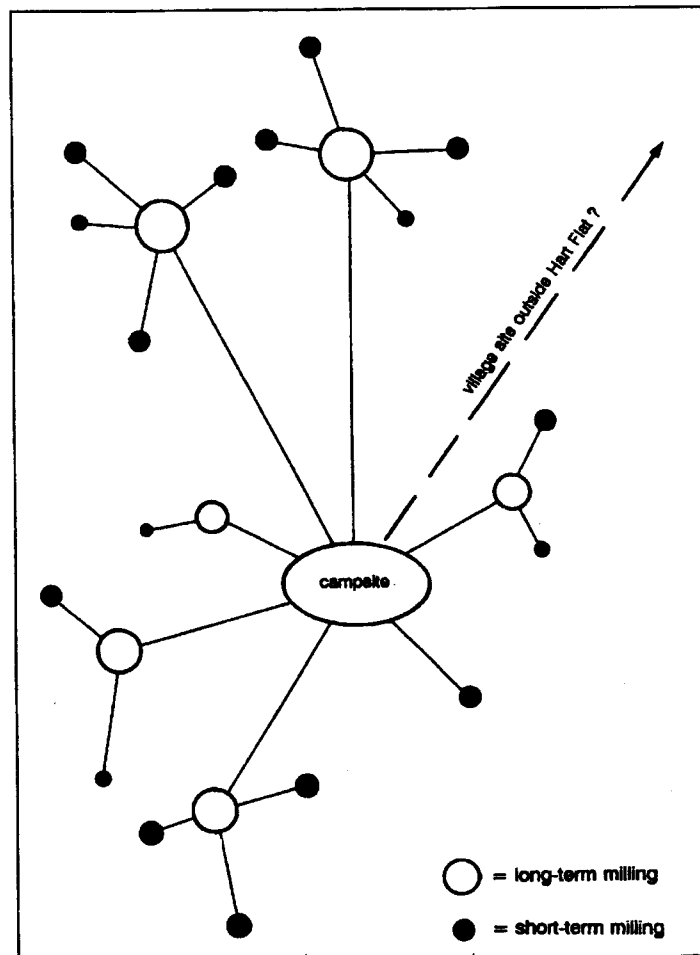 village site outside Hart Flat ?
campsite
= long-term milling
= short-term milling